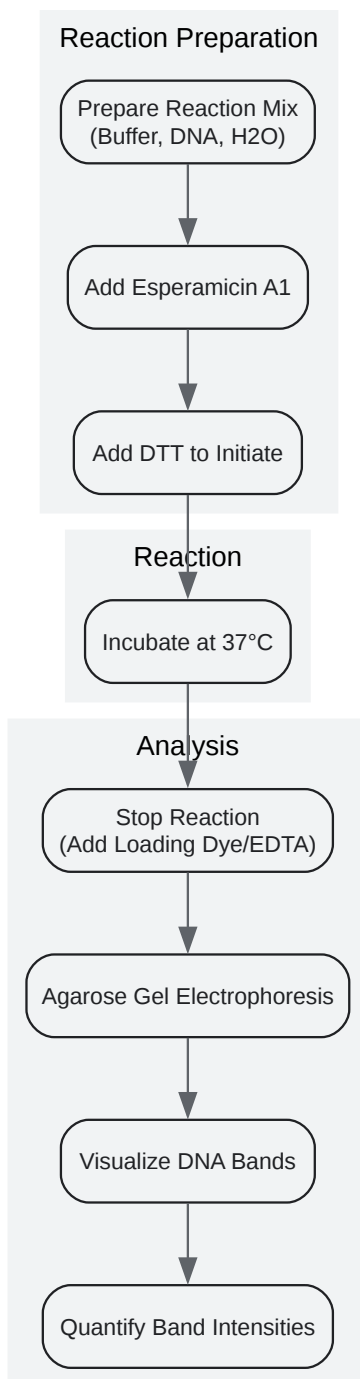 Reaction Preparation
Prepare Reaction Mix
(Buffer, DNA, H2O)
Add Esperamicin A1
Add DTT to Initiate
Reaction
Incubate at 37°C
Analysis
Stop Reaction
(Add Loading Dye/EDTA)
Agarose Gel Electrophoresis
Visualize DNA Bands
Quantify Band Intensities